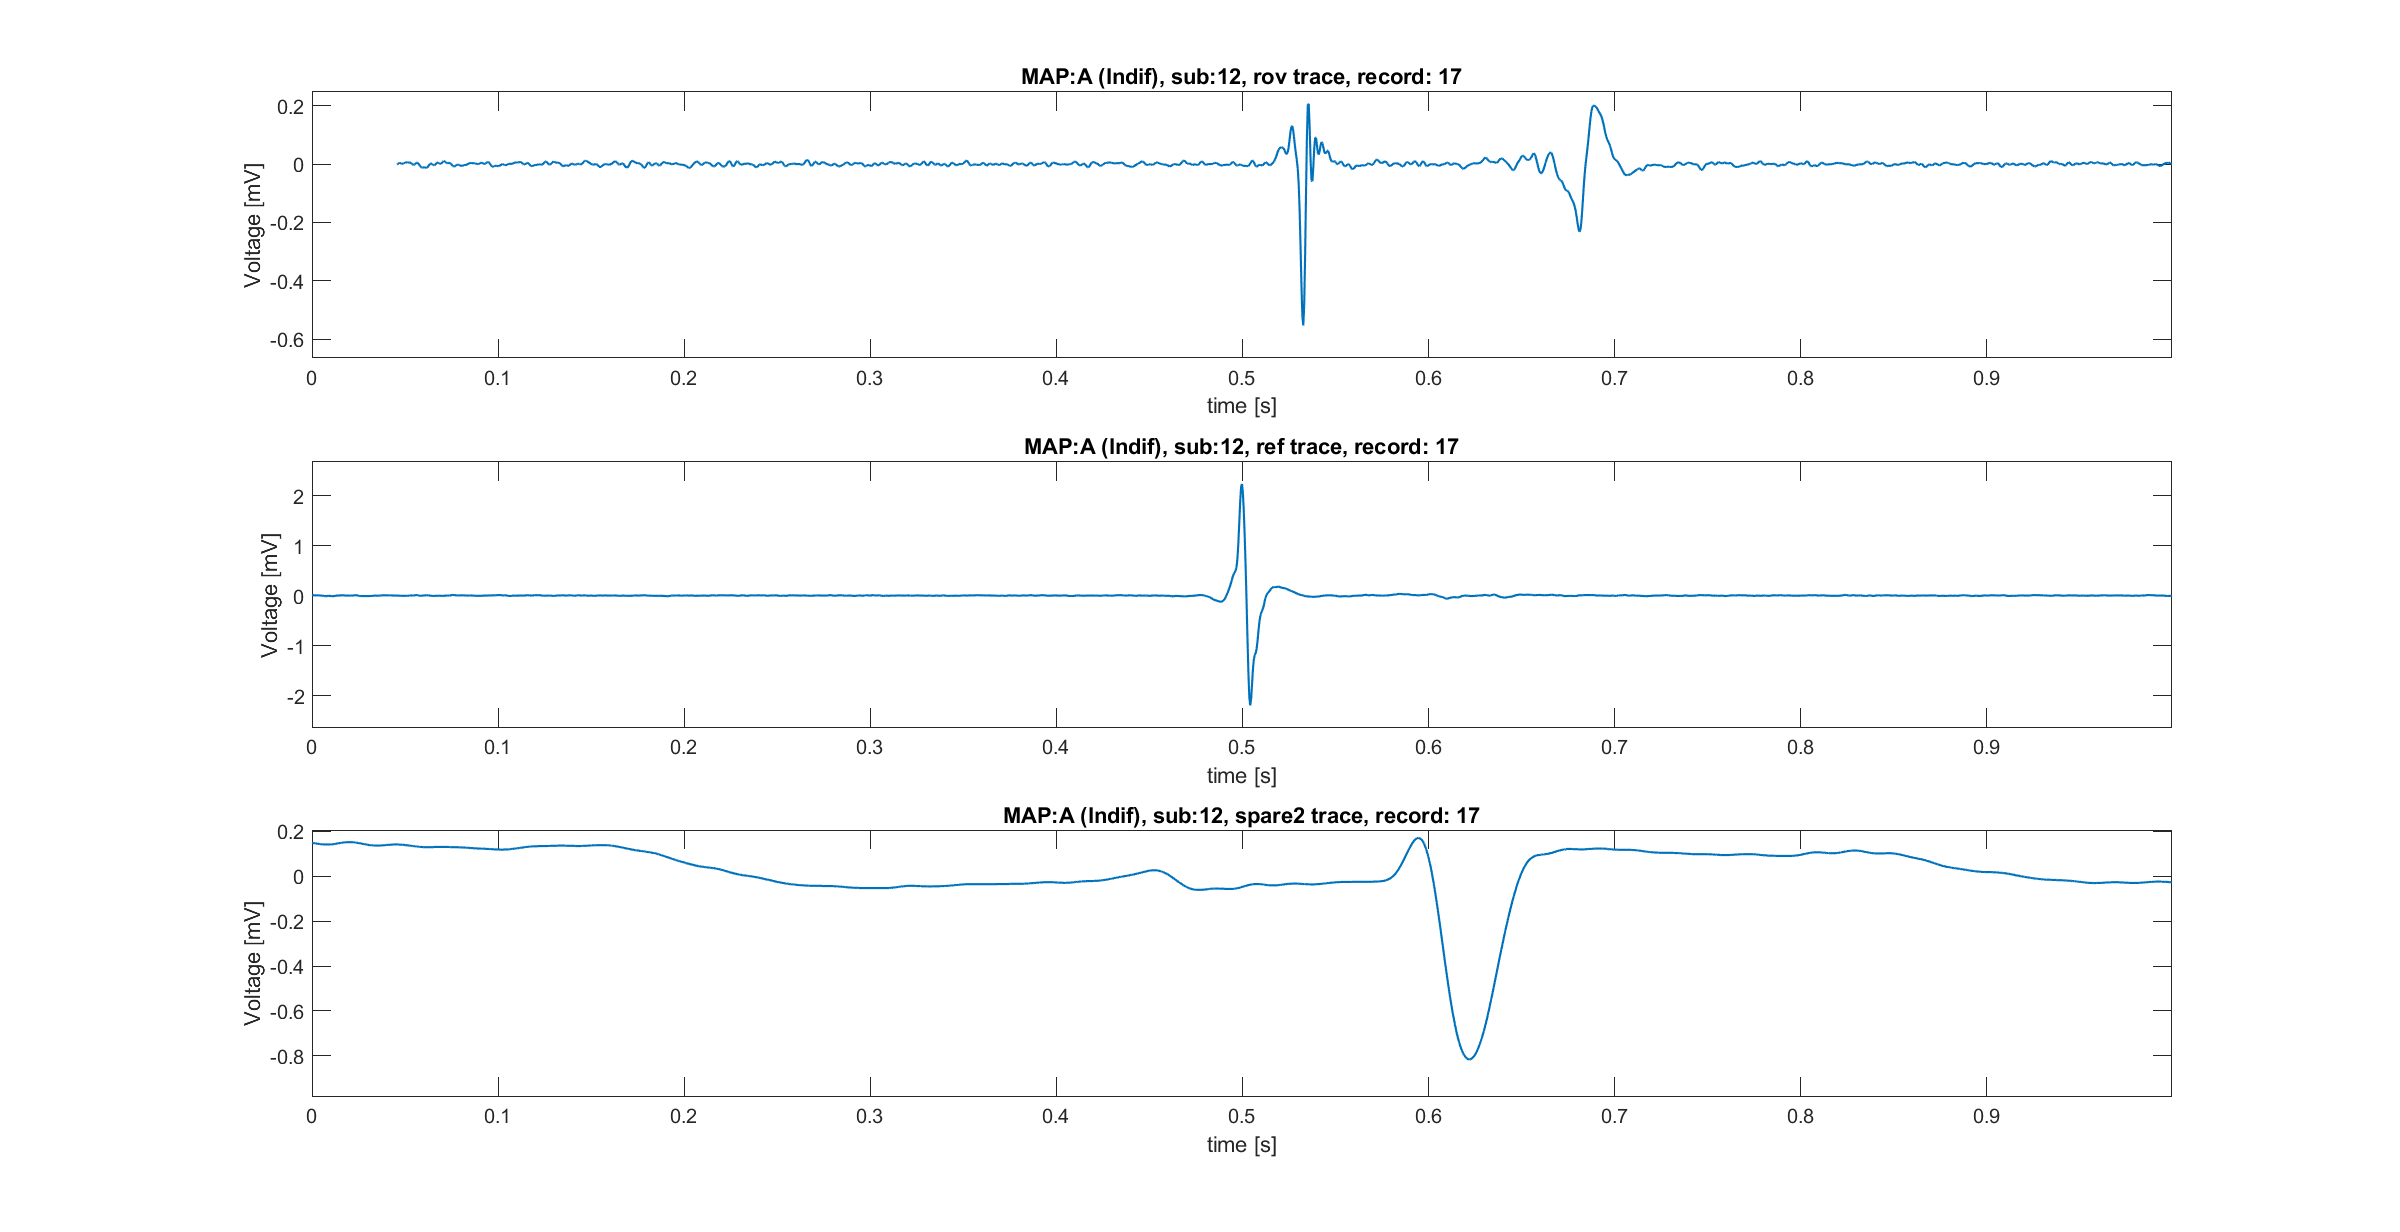 MAP:A (Indif), sub:12, rov trace, record: 17
Voltage [mV]
0.2
0
-0.2
-0.4
-0.6
0 0.1 0.2 0.3 0.4 0.5 0.6 0.7 0.8 0.9
time [s]
MAP:A (Indif), sub:12, ref trace, record: 17
Voltage [mV]
2
1
0
-1
-2
0 0.1 0.2 0.3 0.4 0.5 0.6 0.7 0.8 0.9
time [s]
MAP:A (Indif), sub:12, spare2 trace, record: 17
Voltage [mV]
0.2
0
-0.2
-0.4
-0.6
-0.8
0 0.1 0.2 0.3 0.4 0.5 0.6 0.7 0.8 0.9
time [s]